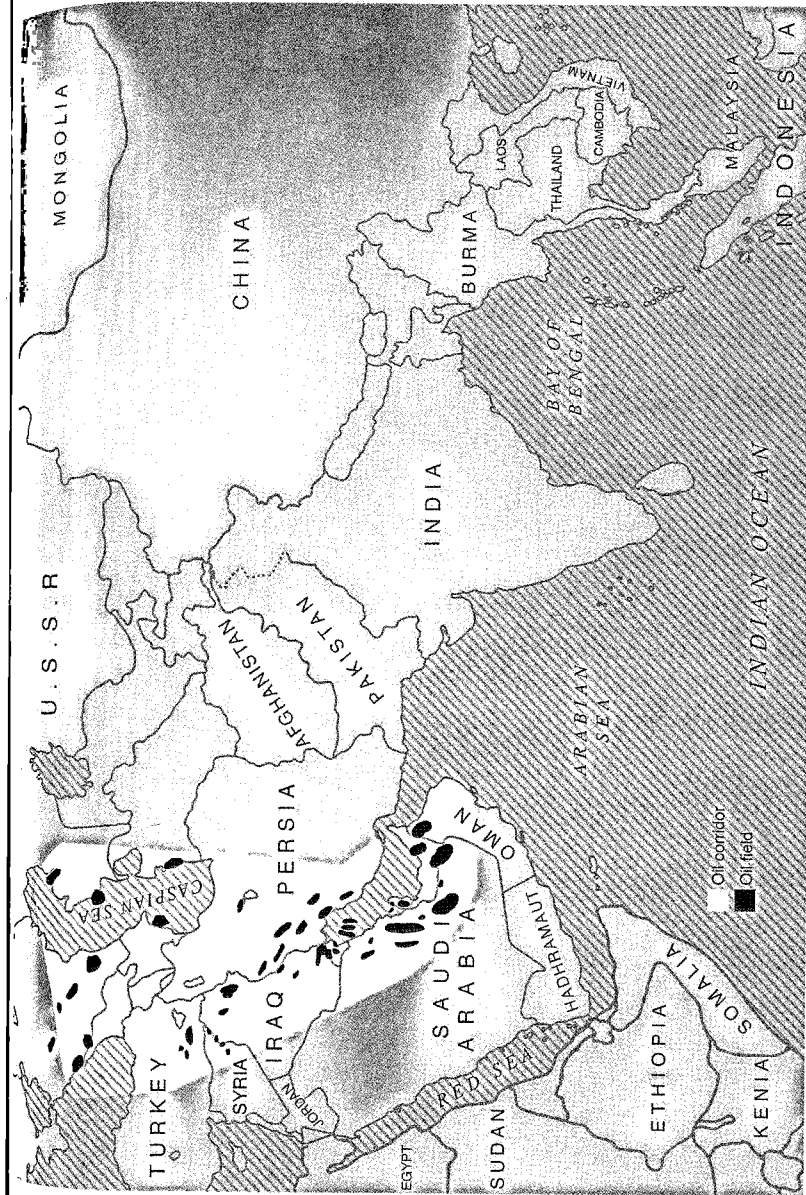 MONGOLIA
U.S.S.R
CHINA
CASPIAN SEA
TURKEY
SYRIA
IRAQ
JORDAN
PERSIA
AFGHANISTAN
PAKISTAN
INDIA
BURMA
LAOS
THAILAND
CAMBODIA
VIETNAM
MALAYSIA
INDONESIA
EGYPT
SUDAN
RED SEA
SAUDI
ARABIA
OMAN
HADHRAMAUT
ETHIOPIA
SOMALIA
KENIA
ARABIAN
SEA
BAY OF
BENGAL
INDIAN OCEAN
Oil corridor
Oil field